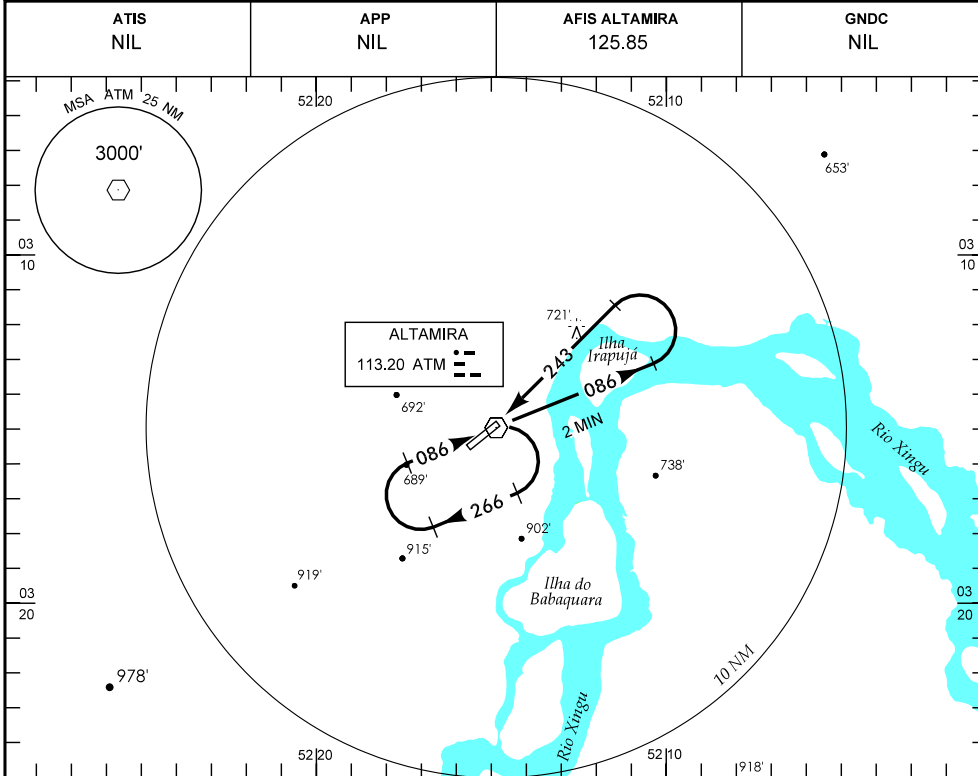 ATIS
NIL
APP
NIL
AFIS ALTAMIRA
125.85
GNDC
NIL
MSA ATM 25 NM
3000'
52 20
52 10
653'
03
10
03
10
ALTAMIRA
113.20 ATM
721'
Ilha
Irapujá
243
086
2 MIN
692'
086
689'
266
738'
Rio Xingu
902'
915'
919'
Ilha do
Babaquara
03
20
03
20
978'
10 NM
Rio Xingu
52 20
52 10
918'